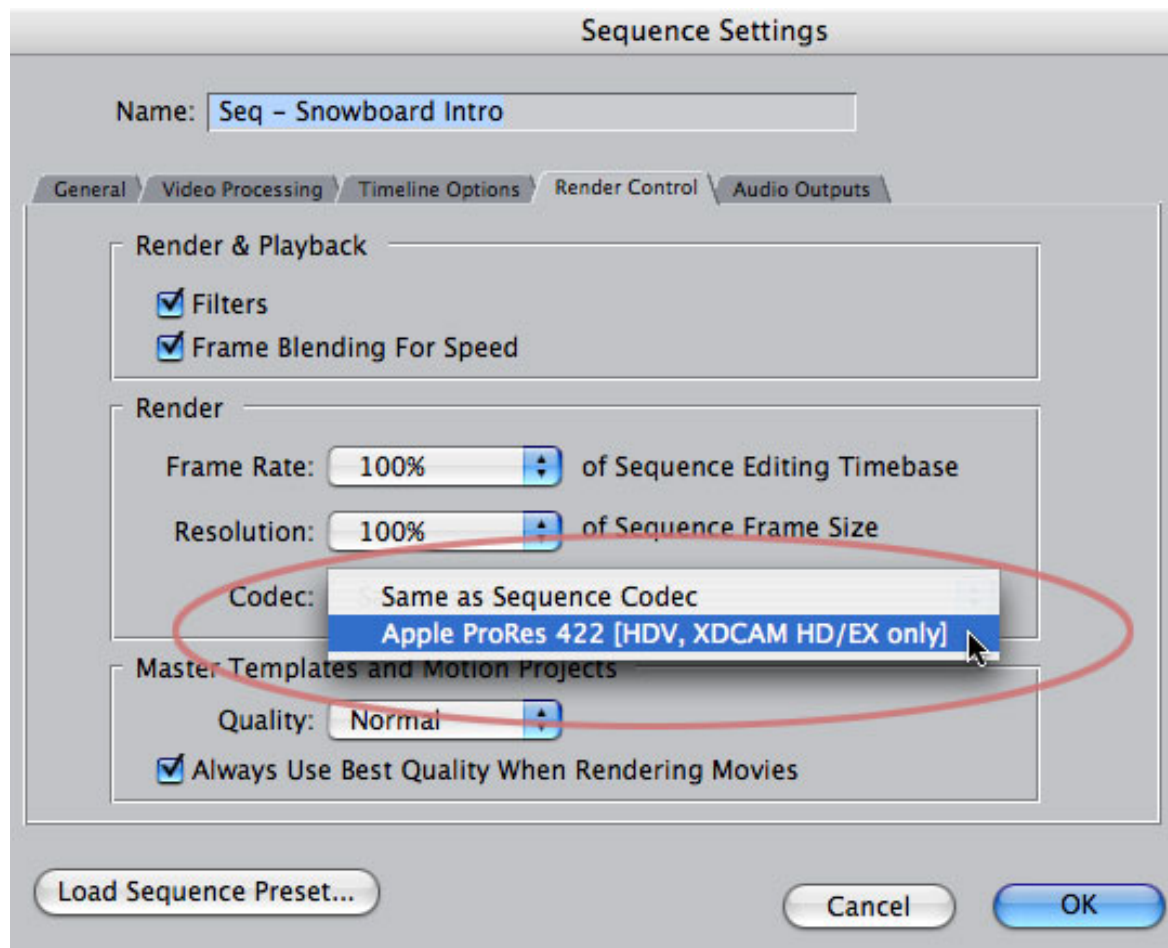 Sequence Settings
Name: Seq – Snowboard Intro
General Video Processing Timeline Options Render Control Audio Outputs
Render & Playback
Filters
Frame Blending For Speed
Render
Frame Rate: 100% of Sequence Editing Timebase
Resolution: 100% of Sequence Frame Size
Codec: Same as Sequence Codec
Apple ProRes 422 [HDV, XDCAM HD/EX only]
Master Templates and Motion Projects
Quality: Normal
Always Use Best Quality When Rendering Movies
Load Sequence Preset... Cancel OK